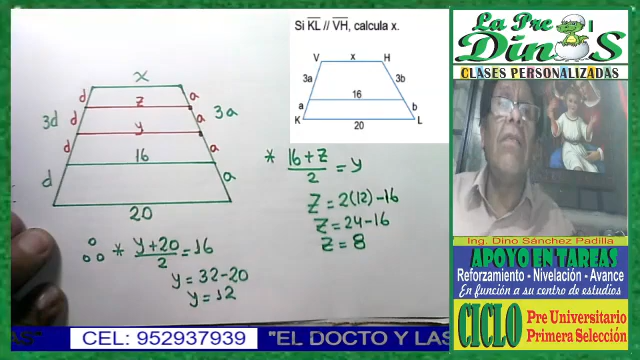 Si KL // VH, calcula x.
V x H
3a 3b
16
a b
K 20 L
x
d z a
3d d y a 3a
d a
16
d a
20
* 16 + z / 2 = y
z = 2(12) - 16
z = 24 - 16
z = 8
∴ * y + 20 / 2 = 16
y = 32 - 20
y = 12
La Pre
DinoS
CLASES PERSONALIZADAS
Ing. Dino Sánchez Padilla
APOYO EN TAREAS
Reforzamiento - Nivelación - Avance
En función a su centro de estudios
CICLO Pre Universitario
Primera Selección
CEL: 952937939 "EL DOCTO Y LAS